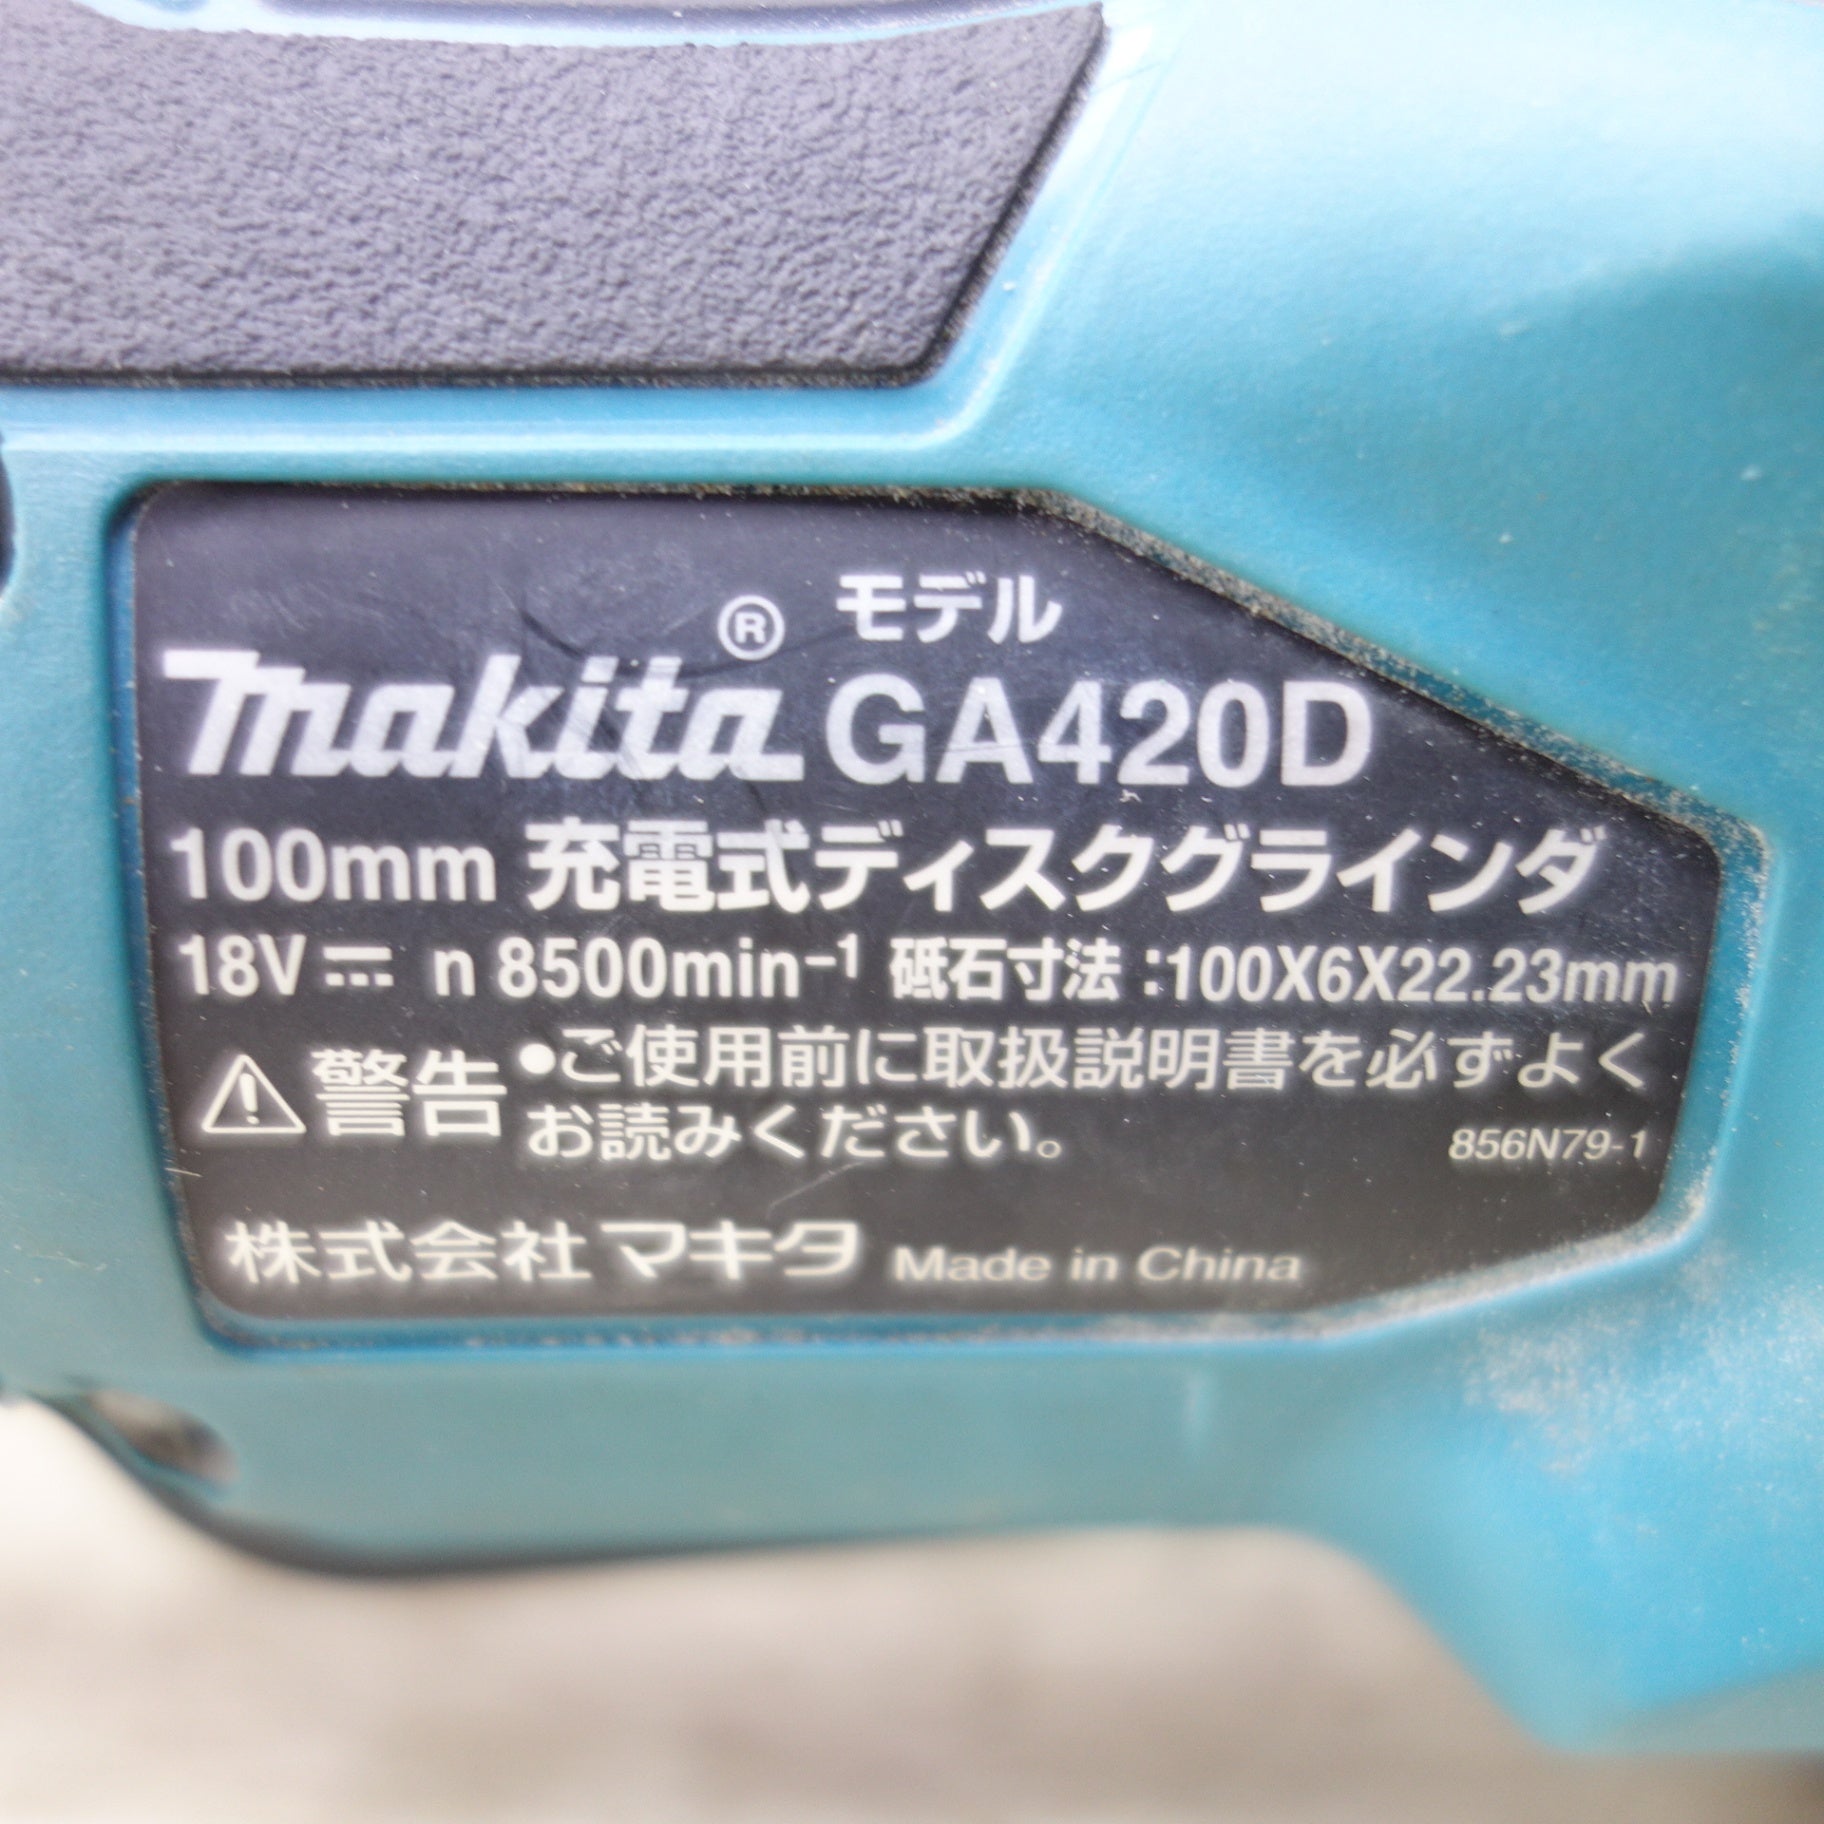 モデル
makita® GA420D
100mm 充電式ディスクグラインダ
18V⎓ n 8500min⁻¹ 砥石寸法:100X6X22.23mm
⚠警告 •ご使用前に取扱説明書を必ずよく
お読みください。
856N79-1
株式会社マキタ Made in China